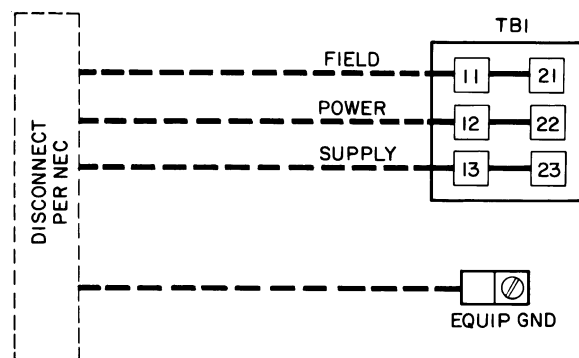 TB1
FIELD
11 21
POWER
12 22
SUPPLY
13 23
DISCONNECT
PER NEC
EQUIP GND